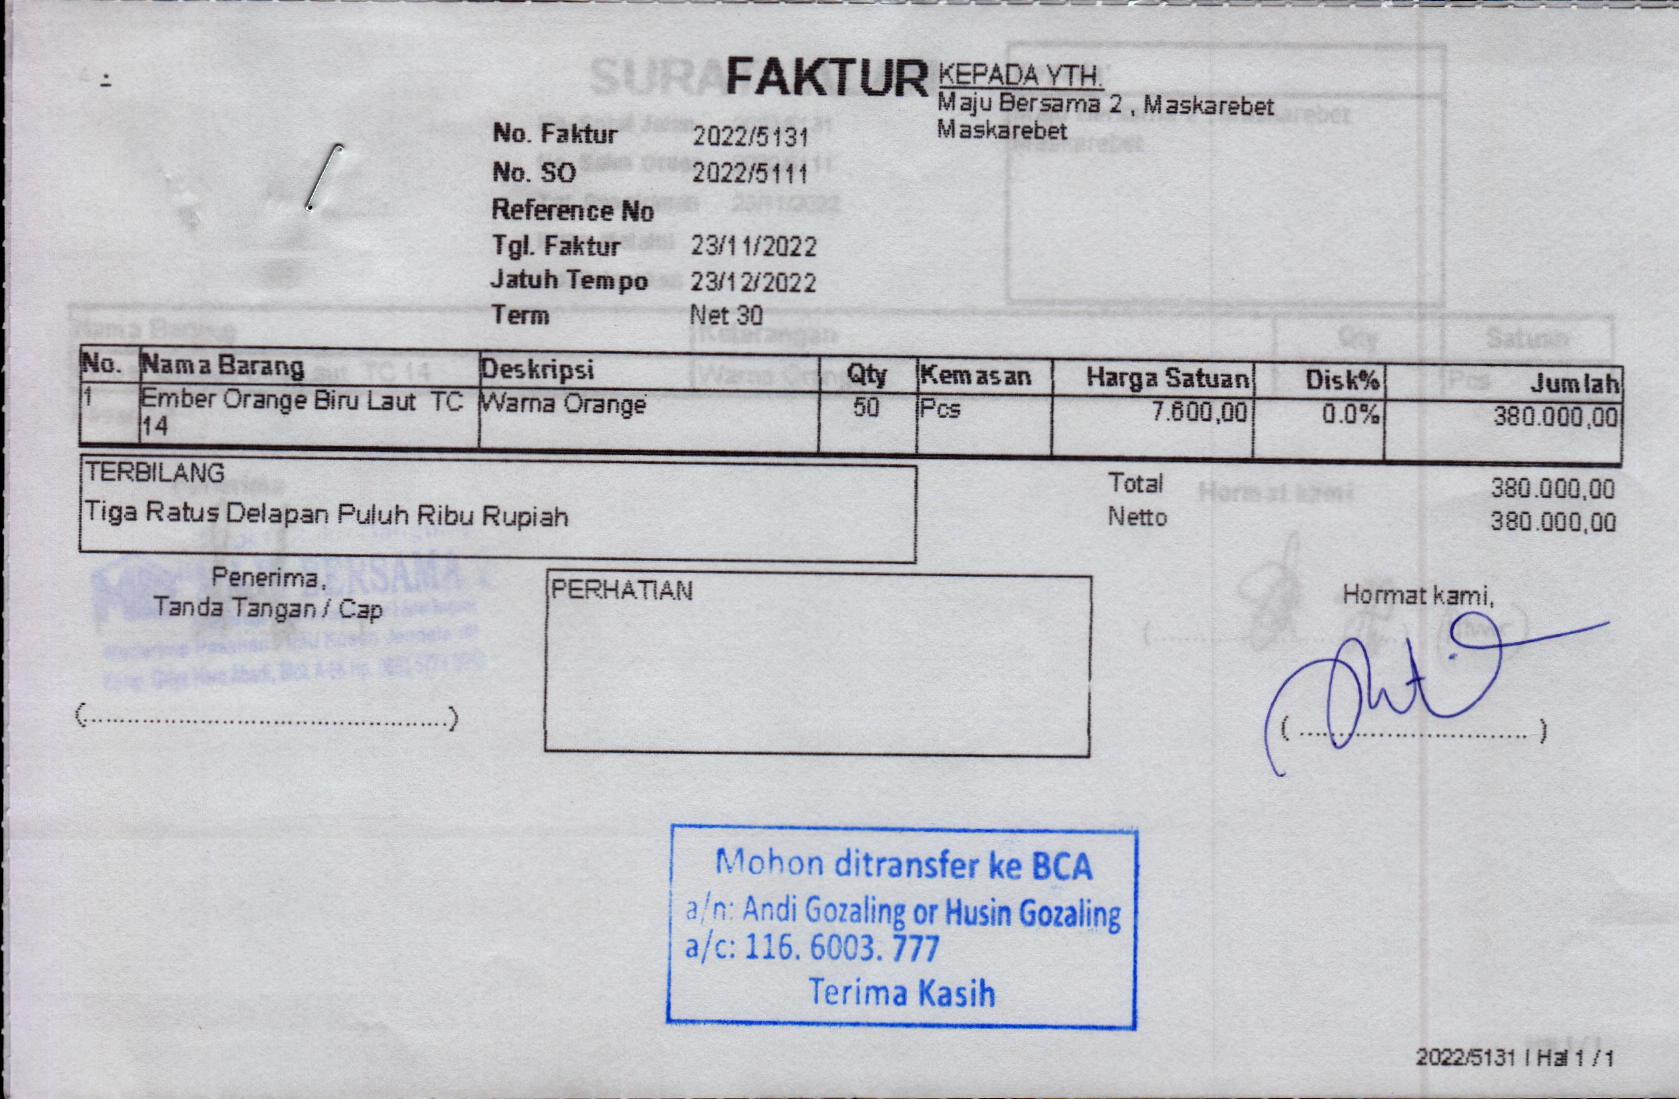 FAKTUR
KEPADA YTH.
Maju Bersama 2 , Maskarebet
Maskarebet
No. Faktur 2022/5131
No. SO 2022/5111
Reference No
Tgl. Faktur 23/11/2022
Jatuh Tempo 23/12/2022
Term Net 30
No. Nama Barang Deskripsi Qty Kemasan Harga Satuan Disk% Jumlah
1 Ember Orange Biru Laut TC Warna Orange 50 Pcs 7.600,00 0.0% 380.000,00
14
TERBILANG
Tiga Ratus Delapan Puluh Ribu Rupiah
Total 380.000,00
Netto 380.000,00
Penerima,
Tanda Tangan / Cap
(................................................)
PERHATIAN
Hormat kami,
(...............................)
Mohon ditransfer ke BCA
a/n: Andi Gozaling or Husin Gozaling
a/c: 116. 6003. 777
Terima Kasih
2022/5131 | Hal 1 / 1